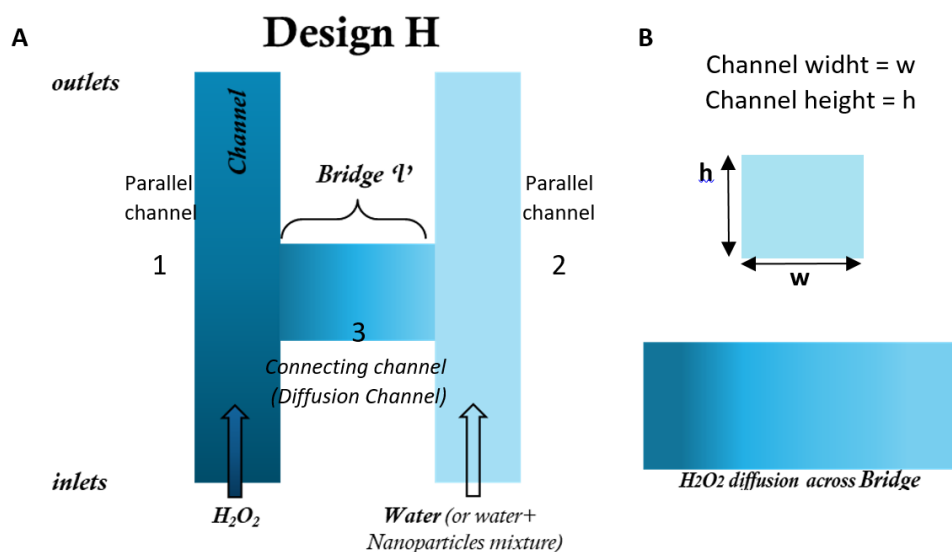 A
Design H
B
outlets
Channel
Channel widht = w
Channel height = h
Parallel
channel
1
Bridge ‘l’
Parallel
channel
2
h
w
3
Connecting channel
(Diffusion Channel)
inlets
H₂O₂
Water (or water+
Nanoparticles mixture)
H2O2 diffusion across Bridge